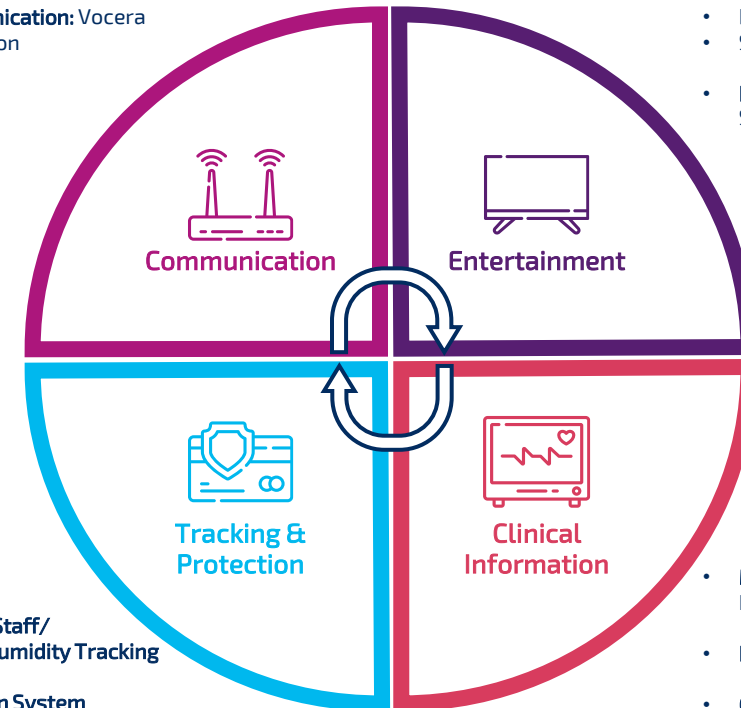 nication: Vocera
on
Communication
Entertainment
Tracking &
Protection
Clinical
Information
Staff/
umidity Tracking
n System